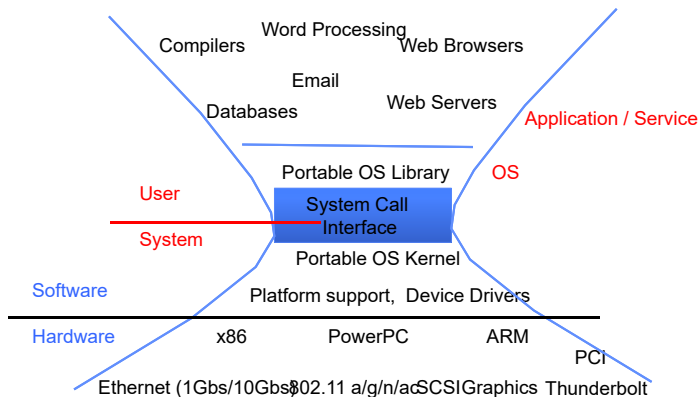 Word Processing
Compilers
Web Browsers
Email
Databases
Web Servers
Application / Service
Portable OS Library
OS
User
System Call
Interface
System
Portable OS Kernel
Software
Platform support, Device Drivers
Hardware
x86
PowerPC
ARM
PCI
Ethernet (1Gbs/10Gbs)
802.11 a/g/n/ac
SCSI
Graphics
Thunderbolt